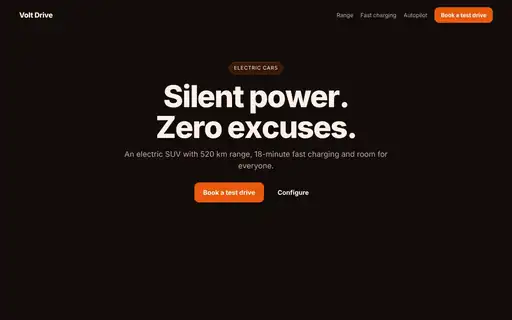 Volt Drive
Range
Fast charging
Autopilot
Book a test drive
ELECTRIC CARS
Silent power.
Zero excuses.
An electric SUV with 520 km range, 18-minute fast charging and room for
everyone.
Book a test drive
Configure